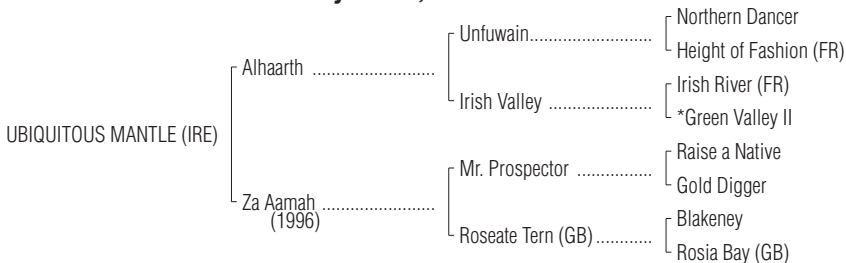 Northern Dancer
Unfuwain
Height of Fashion (FR)
Alhaarth
Irish River (FR)
Irish Valley
*Green Valley II
UBIQUITOUS MANTLE (IRE)
Raise a Native
Mr. Prospector
Gold Digger
Za Aamah
(1996)
Blakeney
Roseate Tern (GB)
Rosia Bay (GB)